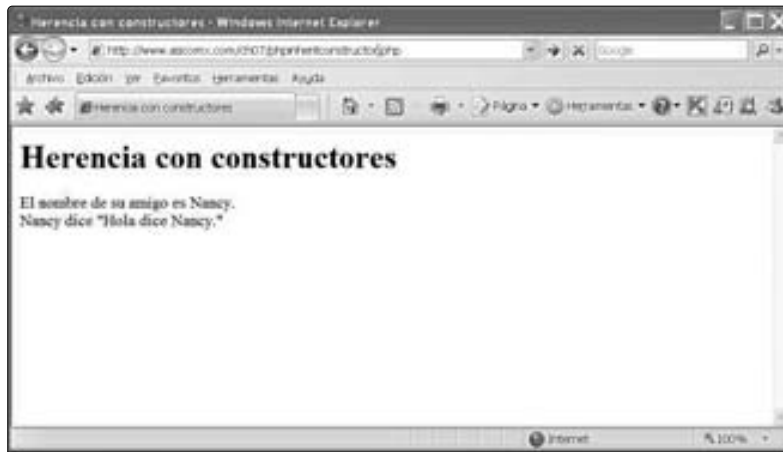 Herencia con constructores - Windows Internet Explorer
Google
Archivo Edición Ver Favoritos Herramientas Ayuda
Herencia con constructores
Página Herramientas
Herencia con constructores
El nombre de su amigo es Nancy.
Nancy dice "Hola dice Nancy."
Internet
100%